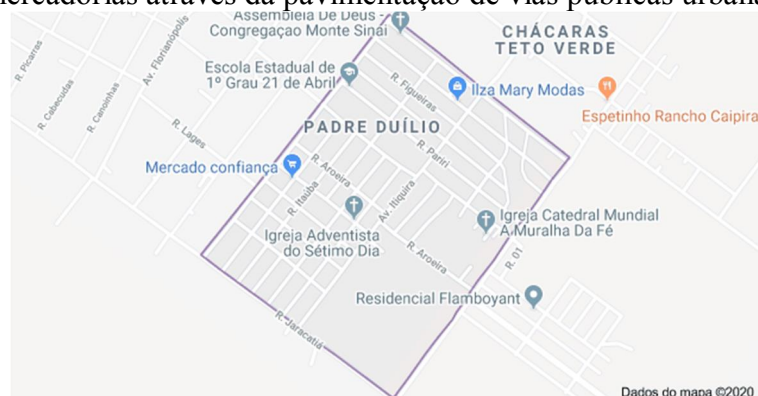 mercadorias através da pavimentação de vias públicas urbana
Assembleia De Deus -
Congregaçao Monte Sinai
CHÁCARAS
TETO VERDE
R. Picarras
R. Cabecudas
R. Canoinhas
Av. Florianópolis
Escola Estadual de
1º Grau 21 de Abril
R. Figueiras
Ilza Mary Modas
Espetinho Rancho Caipira
R. Lages
PADRE DUÍLIO
R. Pariri
Mercado confiança
R. Aroeira
R. Itaúba
Av. Itiquira
Igreja Adventista
do Sétimo Dia
Igreja Catedral Mundial
A Muralha Da Fé
R. Aroeira
R. 01
Residencial Flamboyant
R. Jaracatiá
Dados do mapa ©2020